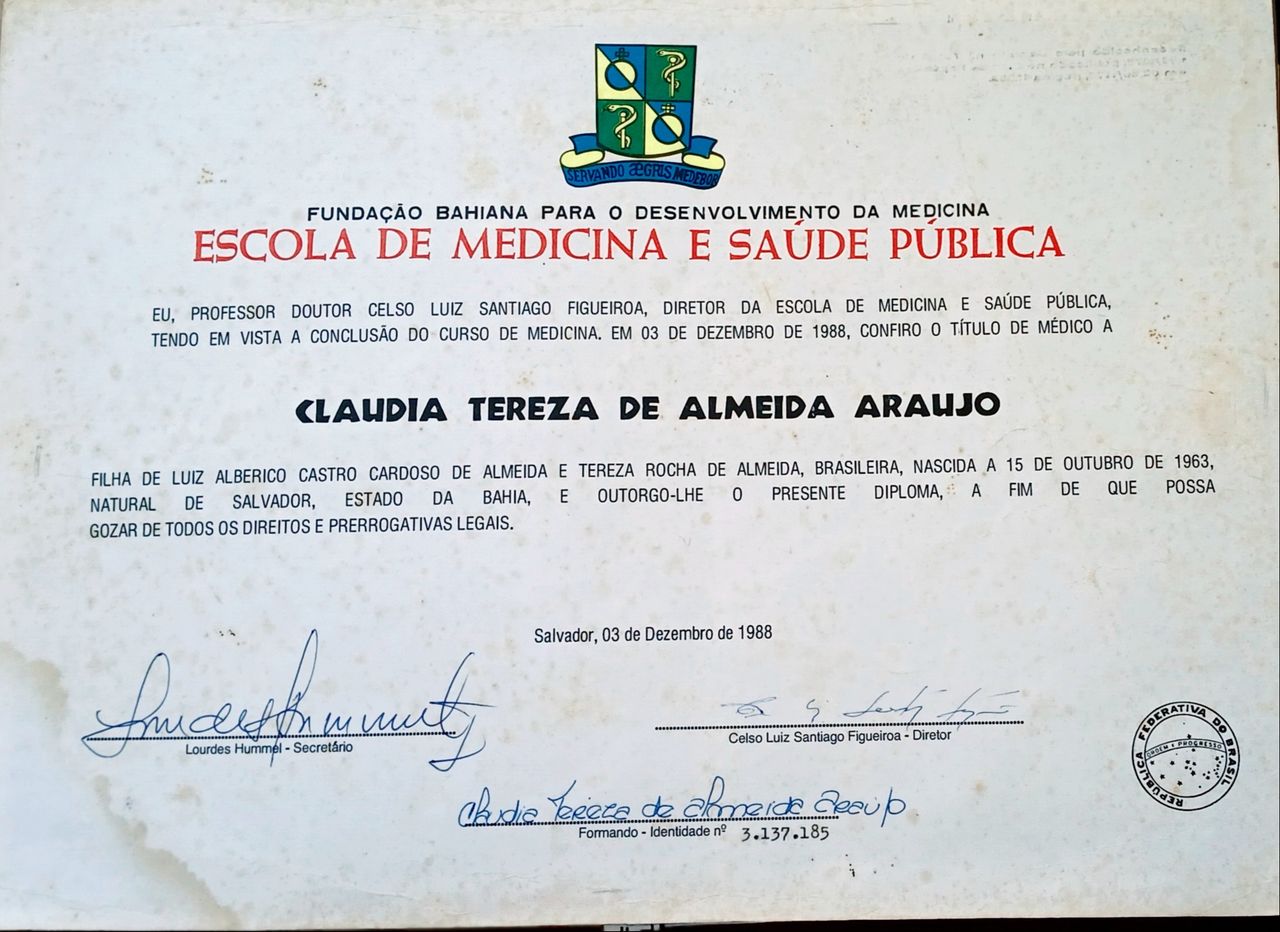 SERVANDO ÆGRIS MEDEBOR
FUNDAÇÃO BAHIANA PARA O DESENVOLVIMENTO DA MEDICINA
ESCOLA DE MEDICINA E SAÚDE PÚBLICA
EU, PROFESSOR DOUTOR CELSO LUIZ SANTIAGO FIGUEIROA, DIRETOR DA ESCOLA DE MEDICINA E SAÚDE PÚBLICA,
TENDO EM VISTA A CONCLUSÃO DO CURSO DE MEDICINA. EM 03 DE DEZEMBRO DE 1988, CONFIRO O TÍTULO DE MÉDICO A
CLAUDIA TEREZA DE ALMEIDA ARAUJO
FILHA DE LUIZ ALBERICO CASTRO CARDOSO DE ALMEIDA E TEREZA ROCHA DE ALMEIDA, BRASILEIRA, NASCIDA A 15 DE OUTUBRO DE 1963,
NATURAL DE SALVADOR, ESTADO DA BAHIA, E OUTORGO-LHE O PRESENTE DIPLOMA, A FIM DE QUE POSSA
GOZAR DE TODOS OS DIREITOS E PRERROGATIVAS LEGAIS.
Salvador, 03 de Dezembro de 1988
Lourdes Hummel
Lourdes Hummel - Secretário
Celso Luiz Santiago Figueiroa - Diretor
REPÚBLICA FEDERATIVA DO BRASIL
ORDEM E PROGRESSO
Claudia Tereza de Almeida Araujo
Formando - Identidade nº 3.137.185